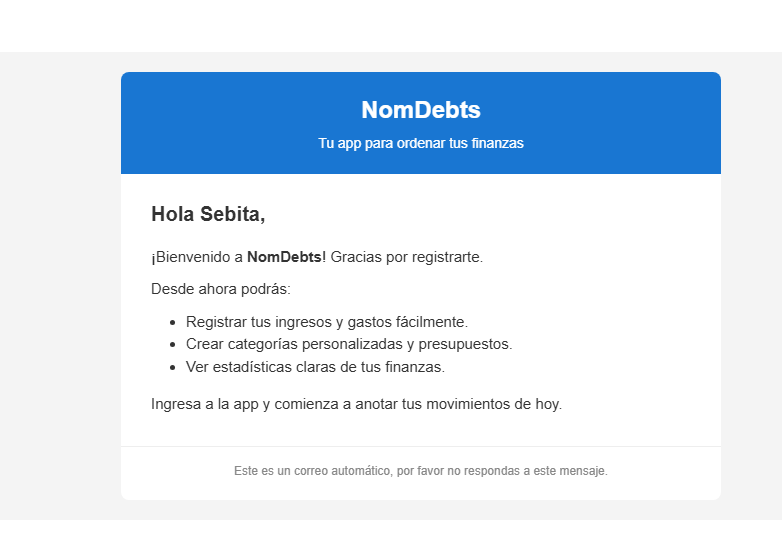 NomDebts
Tu app para ordenar tus finanzas
Hola Sebita,
¡Bienvenido a NomDebts! Gracias por registrarte.
Desde ahora podrás:
• Registrar tus ingresos y gastos fácilmente.
• Crear categorías personalizadas y presupuestos.
• Ver estadísticas claras de tus finanzas.
Ingresa a la app y comienza a anotar tus movimientos de hoy.
Este es un correo automático, por favor no respondas a este mensaje.